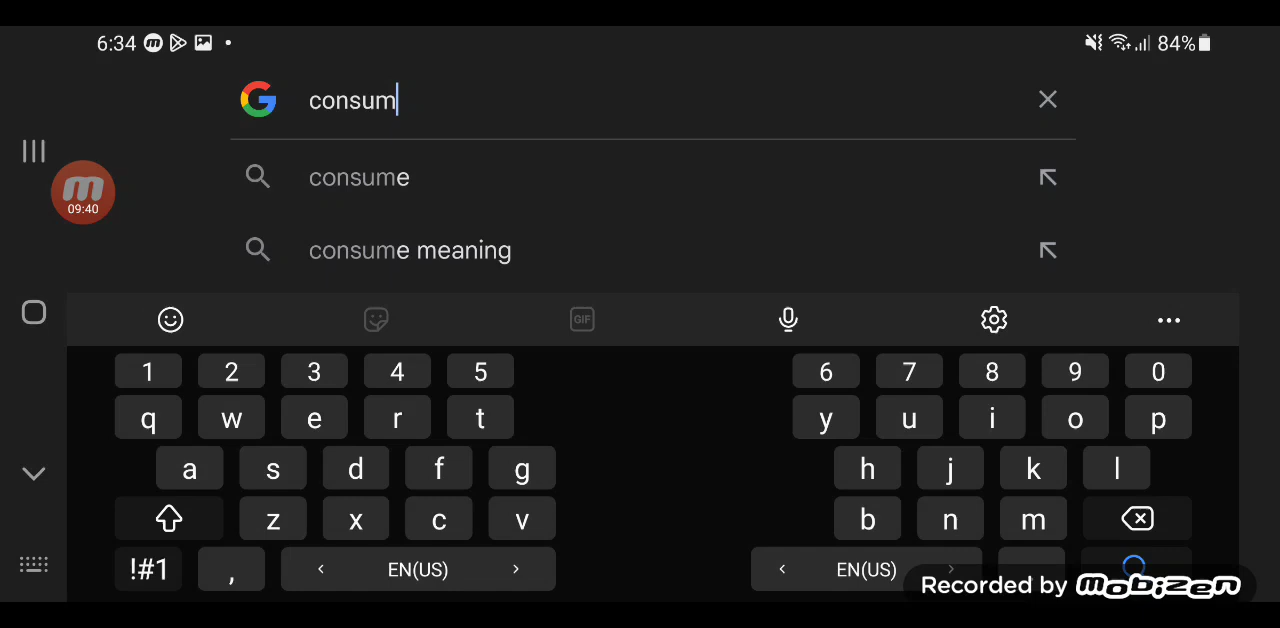 6:34
84%
consum
consume
consume meaning
09:40
GIF
1 2 3 4 5 6 7 8 9 0
q w e r t y u i o p
a s d f g h j k l
z x c v b n m
!#1 , < EN(US) > < EN(US) >
Recorded by mobizen